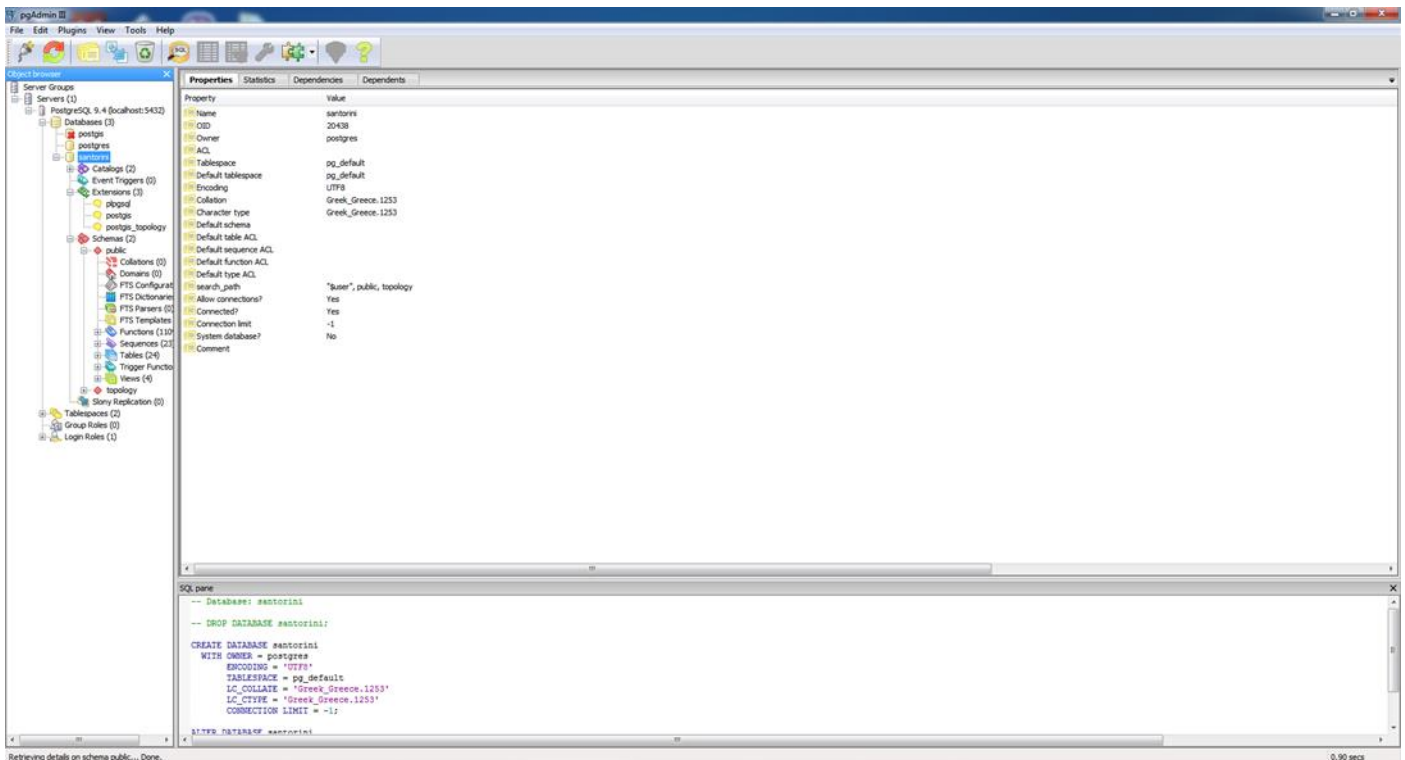 pgAdmin III
File Edit Plugins View Tools Help
Object browser
Server Groups
Servers (1)
PostgreSQL 9.4 (localhost:5432)
Databases (3)
postgis
postgres
santorini
Catalogs (2)
Event Triggers (0)
Extensions (3)
plpgsql
postgis
postgis_topology
Schemas (2)
public
Collations (0)
Domains (0)
FTS Configurat
FTS Dictionarie
FTS Parsers (0)
FTS Templates
Functions (110
Sequences (23
Tables (24)
Trigger Functio
Views (4)
topology
Slony Replication (0)
Tablespaces (2)
Group Roles (0)
Login Roles (1)
Properties Statistics Dependencies Dependents
Property Value
Name santorini
OID 20438
Owner postgres
ACL
Tablespace pg_default
Default tablespace pg_default
Encoding UTF8
Collation Greek_Greece.1253
Character type Greek_Greece.1253
Default schema
Default table ACL
Default sequence ACL
Default function ACL
Default type ACL
search_path "$user", public, topology
Allow connections? Yes
Connected? Yes
Connection limit -1
System database? No
Comment
SQL pane
-- Database: santorini
-- DROP DATABASE santorini;
CREATE DATABASE santorini
WITH OWNER = postgres
ENCODING = 'UTF8'
TABLESPACE = pg_default
LC_COLLATE = 'Greek_Greece.1253'
LC_CTYPE = 'Greek_Greece.1253'
CONNECTION LIMIT = -1;
ALTER DATABASE santorini
Retrieving details on schema public... Done.
0.90 secs